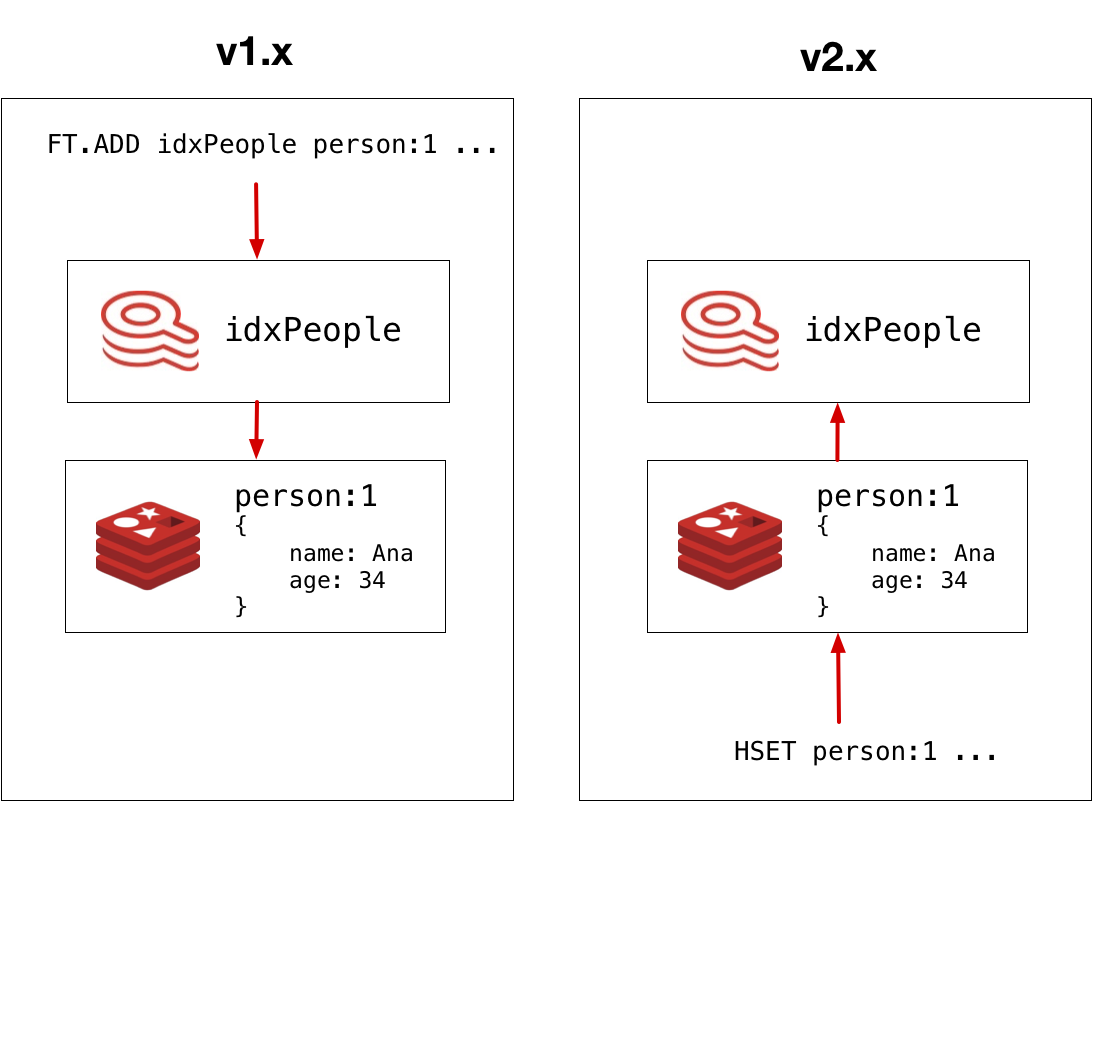 v1.x
FT.ADD idxPeople person:1 ...
idxPeople
person:1
{
name: Ana
age: 34
}
v2.x
idxPeople
person:1
{
name: Ana
age: 34
}
HSET person:1 ...